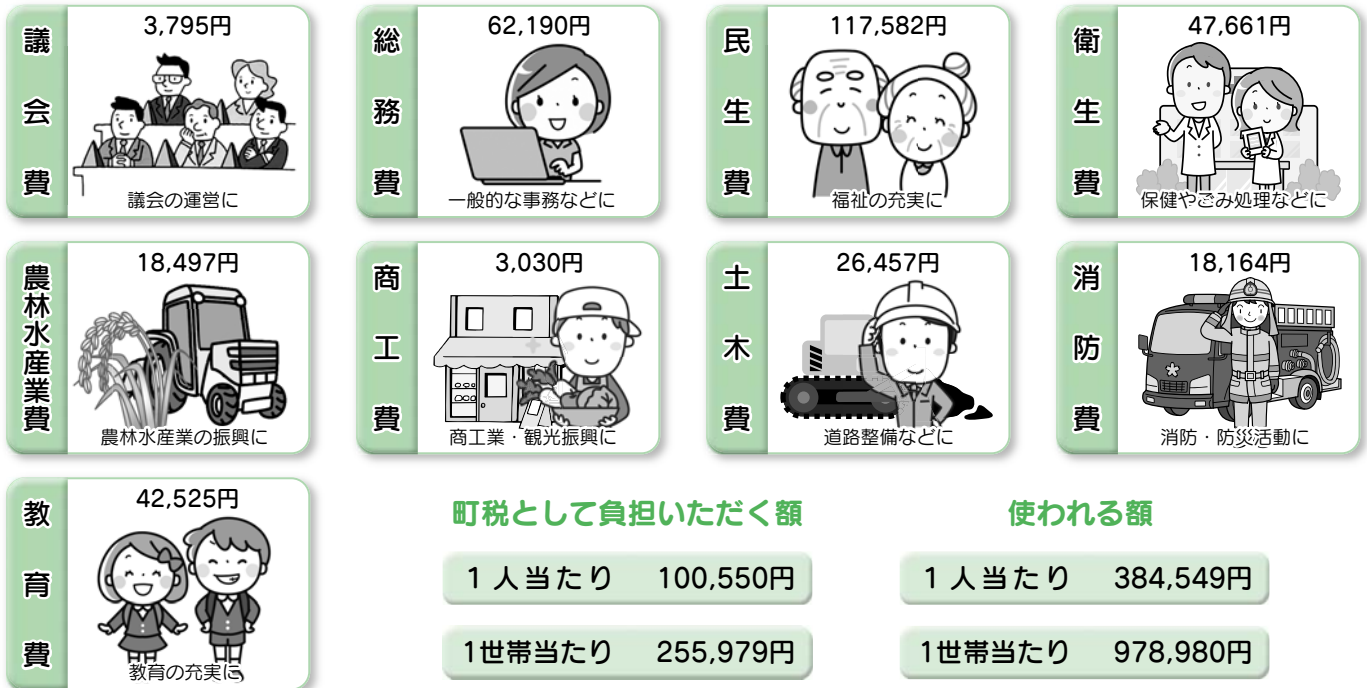 議会費
3,795円
議会の運営に
総務費
62,190円
一般的な事務などに
民生費
117,582円
福祉の充実に
衛生費
47,661円
保健やごみ処理などに
農林水産業費
18,497円
農林水産業の振興に
商工費
3,030円
商工業・観光振興に
土木費
26,457円
道路整備などに
消防費
18,164円
消防・防災活動に
教育費
42,525円
教育の充実に
町税として負担いただく額
1人当たり 100,550円
1世帯当たり 255,979円
使われる額
1人当たり 384,549円
1世帯当たり 978,980円